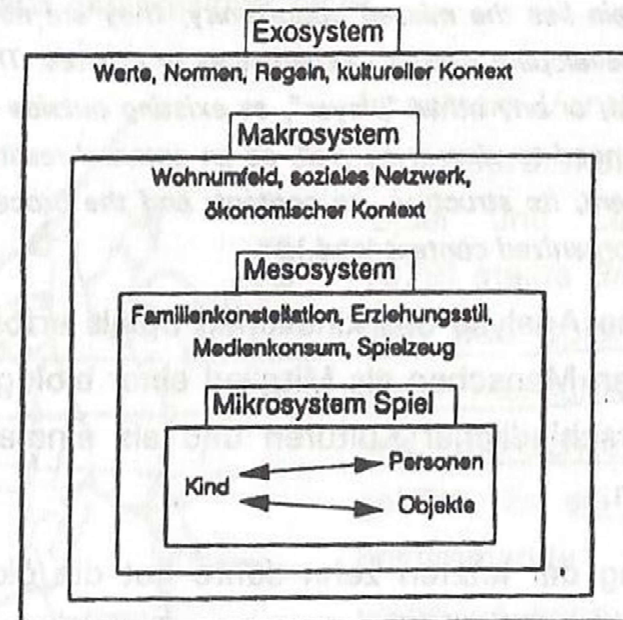 Exosystem
Werte, Normen, Regeln, kultureller Kontext
Makrosystem
Wohnumfeld, soziales Netzwerk,
ökonomischer Kontext
Mesosystem
Familienkonstellation, Erziehungsstil,
Medienkonsum, Spielzeug
Mikrosystem Spiel
Personen
Kind
Objekte